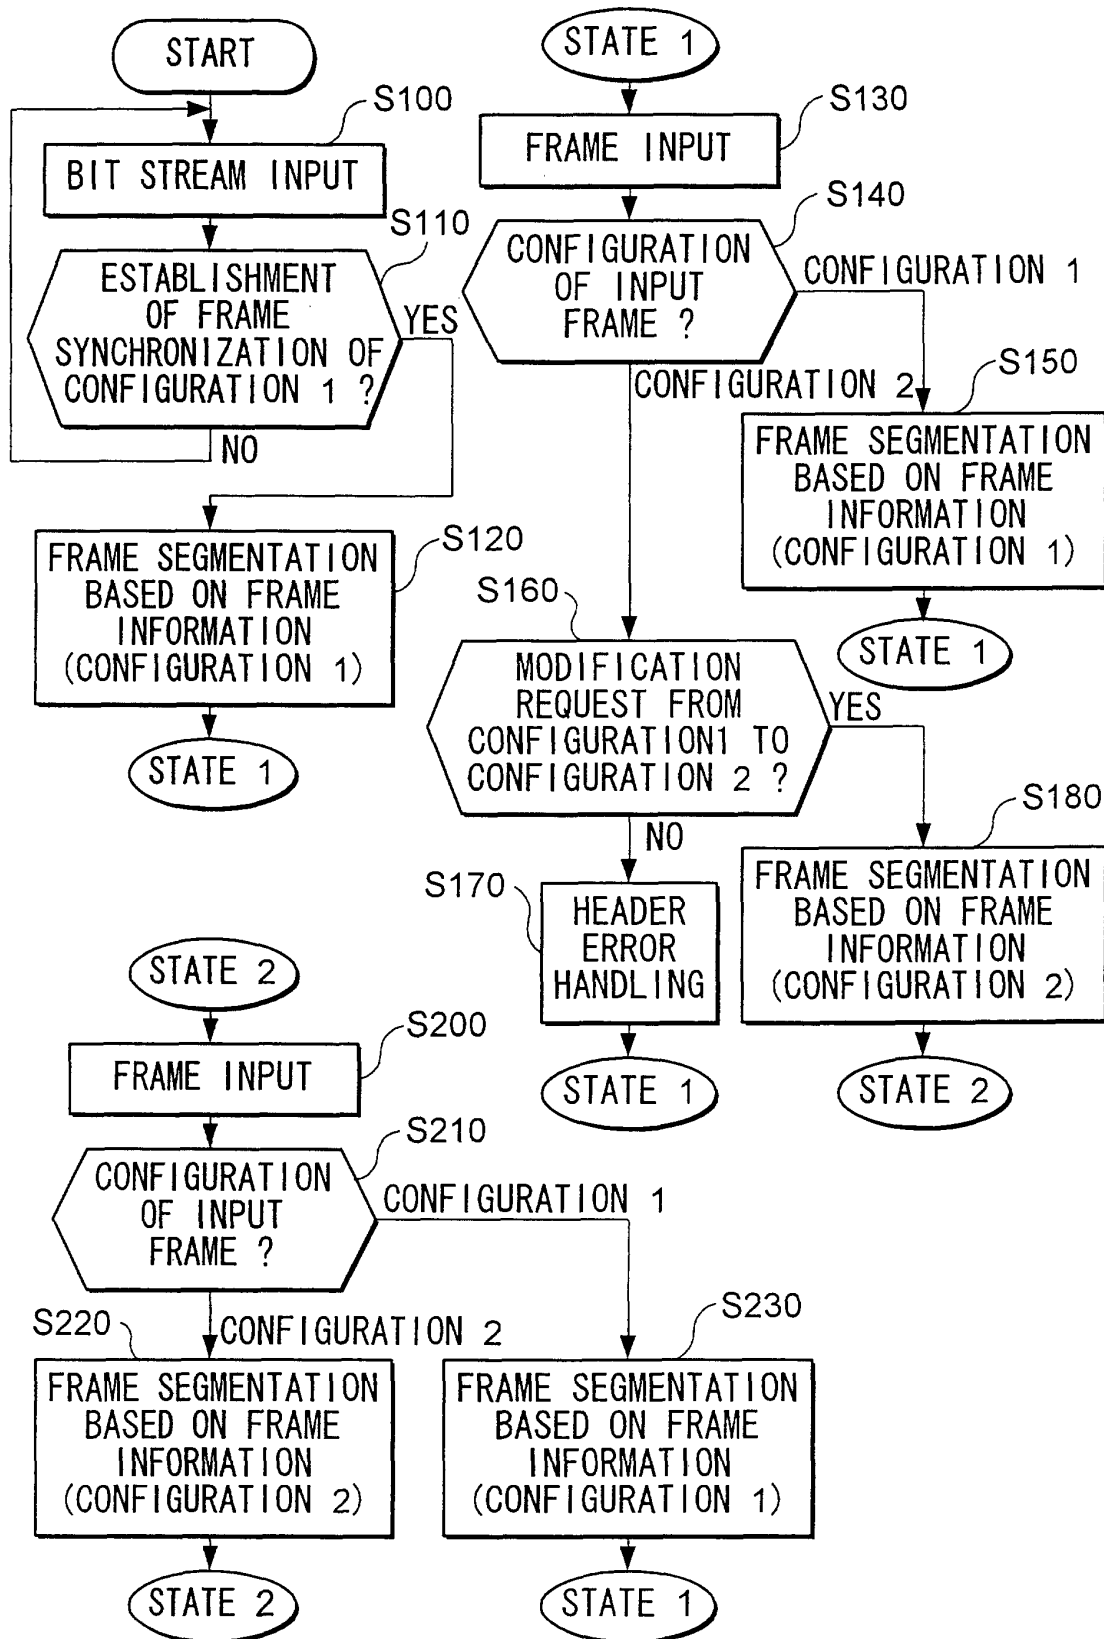 START
S100
BIT STREAM INPUT
S110
ESTABLISHMENT
OF FRAME
SYNCHRONIZATION OF
CONFIGURATION 1 ?
YES
NO
S120
FRAME SEGMENTATION
BASED ON FRAME
INFORMATION
(CONFIGURATION 1)
STATE 1
STATE 1
S130
FRAME INPUT
S140
CONFIGURATION
OF INPUT
FRAME ?
CONFIGURATION 1
CONFIGURATION 2
S150
FRAME SEGMENTATION
BASED ON FRAME
INFORMATION
(CONFIGURATION 1)
STATE 1
S160
MODIFICATION
REQUEST FROM
CONFIGURATION1 TO
CONFIGURATION 2 ?
YES
NO
S170
HEADER
ERROR
HANDLING
STATE 1
S180
FRAME SEGMENTATION
BASED ON FRAME
INFORMATION
(CONFIGURATION 2)
STATE 2
STATE 2
S200
FRAME INPUT
S210
CONFIGURATION
OF INPUT
FRAME ?
CONFIGURATION 1
CONFIGURATION 2
S220
FRAME SEGMENTATION
BASED ON FRAME
INFORMATION
(CONFIGURATION 2)
STATE 2
S230
FRAME SEGMENTATION
BASED ON FRAME
INFORMATION
(CONFIGURATION 1)
STATE 1